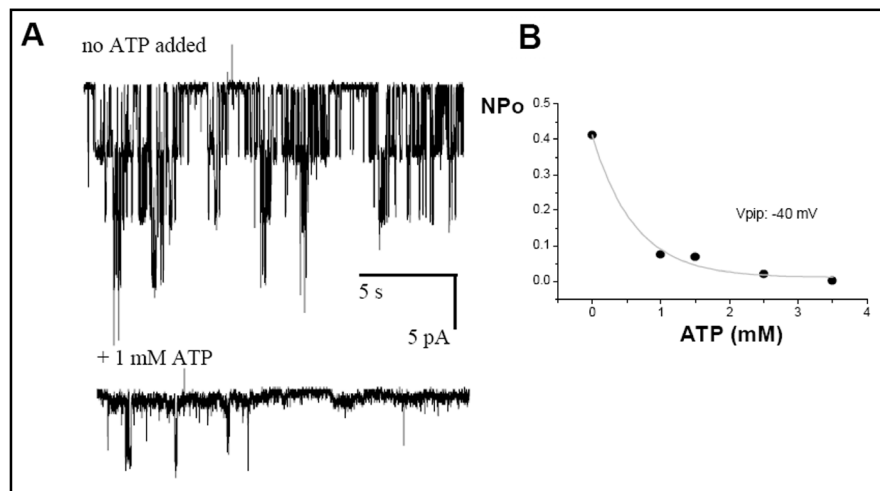 A
no ATP added
5 s
5 pA
+ 1 mM ATP
B
NPo
0.5
0.4
0.3
0.2
0.1
0.0
Vpip: -40 mV
0 1 2 3 4
ATP (mM)